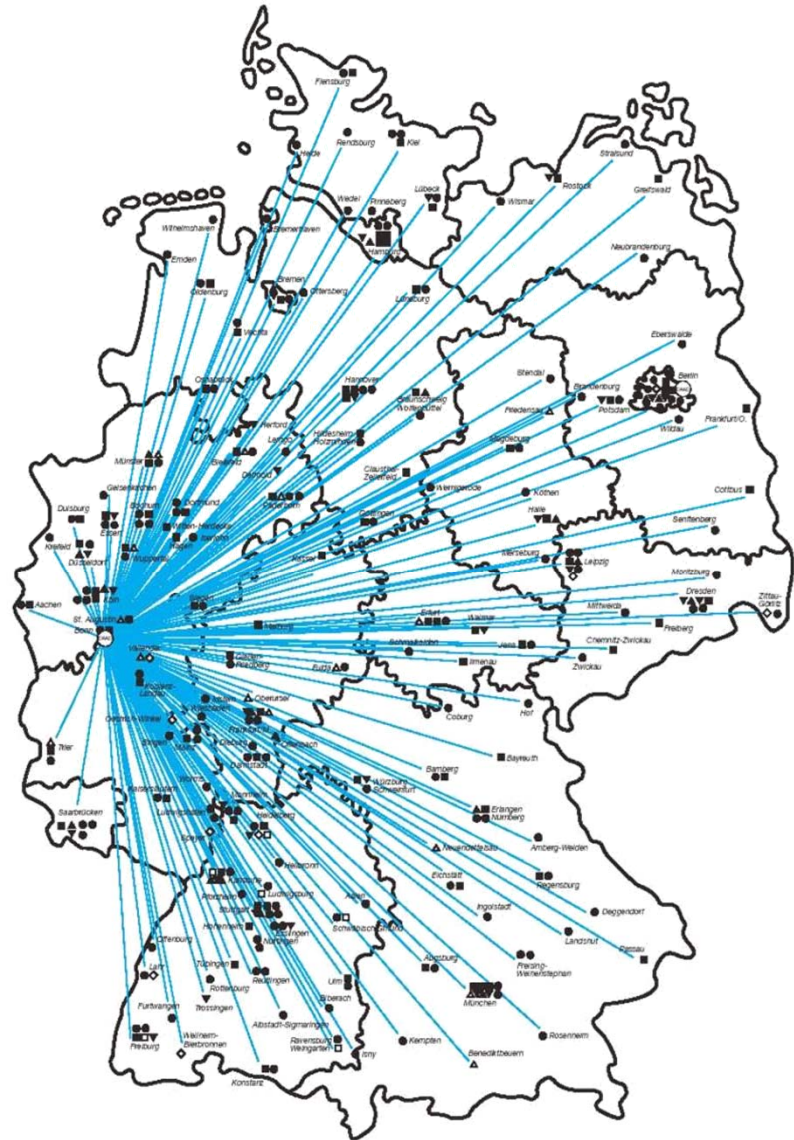 Flensburg
Heide
Rendsburg
Kiel
Stralsund
Rostock
Greifswald
Lübeck
Wismar
Wedel
Pinneberg
Wilhelmshaven
Bremerhaven
Hamburg
Neubrandenburg
Emden
Oldenburg
Bremen
Ottersberg
Lüneburg
Vechta
Eberswalde
Stendal
Berlin
Osnabrück
Hannover
Braunschweig
Wolfenbüttel
Brandenburg
Friedensau
Potsdam
Wildau
Frankfurt/O.
Herford
Lemgo
Hildesheim-
Holzminden
Magdeburg
Münster
Bielefeld
Detmold
Clausthal-
Zellerfeld
Wernigerode
Köthen
Cottbus
Gelsenkirchen
Dortmund
Paderborn
Duisburg
Bochum
Essen
Witten-Herdecke
Göttingen
Halle
Senftenberg
Krefeld
Hagen
Iserlohn
Düsseldorf
Wuppertal
Kassel
Merseburg
Leipzig
Moritzburg
Aachen
Köln
Siegen
Dresden
Zittau-
Görlitz
St. Augustin
Bonn
Marburg
Erfurt
Weimar
Mittweida
Freiberg
Chemnitz-Zwickau
Vallendar
Gießen-
Friedberg
Schmalkalden
Jena
Ilmenau
Fulda
Zwickau
Koblenz-
Landau
Idstein
Oberursel
Wiesbaden
Coburg
Hof
Oestrich-Winkel
Frankfurt/M.
Offenbach
Bingen
Mainz
Dieburg
Trier
Darmstadt
Bamberg
Bayreuth
Worms
Mannheim
Würzburg
Schweinfurt
Kaiserslautern
Saarbrücken
Ludwigshafen
Heidelberg
Erlangen
Nürnberg
Speyer
Neuendettelsau
Amberg-Weiden
Heilbronn
Karlsruhe
Pforzheim
Ludwigsburg
Aalen
Eichstätt
Regensburg
Stuttgart
Hohenheim
Esslingen
Schwäbisch Gmünd
Ingolstadt
Deggendorf
Offenburg
Nürtingen
Landshut
Passau
Lahr
Tübingen
Reutlingen
Rottenburg
Ulm
Augsburg
Freising-
Weihenstephan
Furtwangen
Trossingen
Biberach
München
Albstadt-Sigmaringen
Freiburg
Weilheim-
Bierbronnen
Ravensburg
Weingarten
Isny
Kempten
Rosenheim
Benediktbeuern
Konstanz